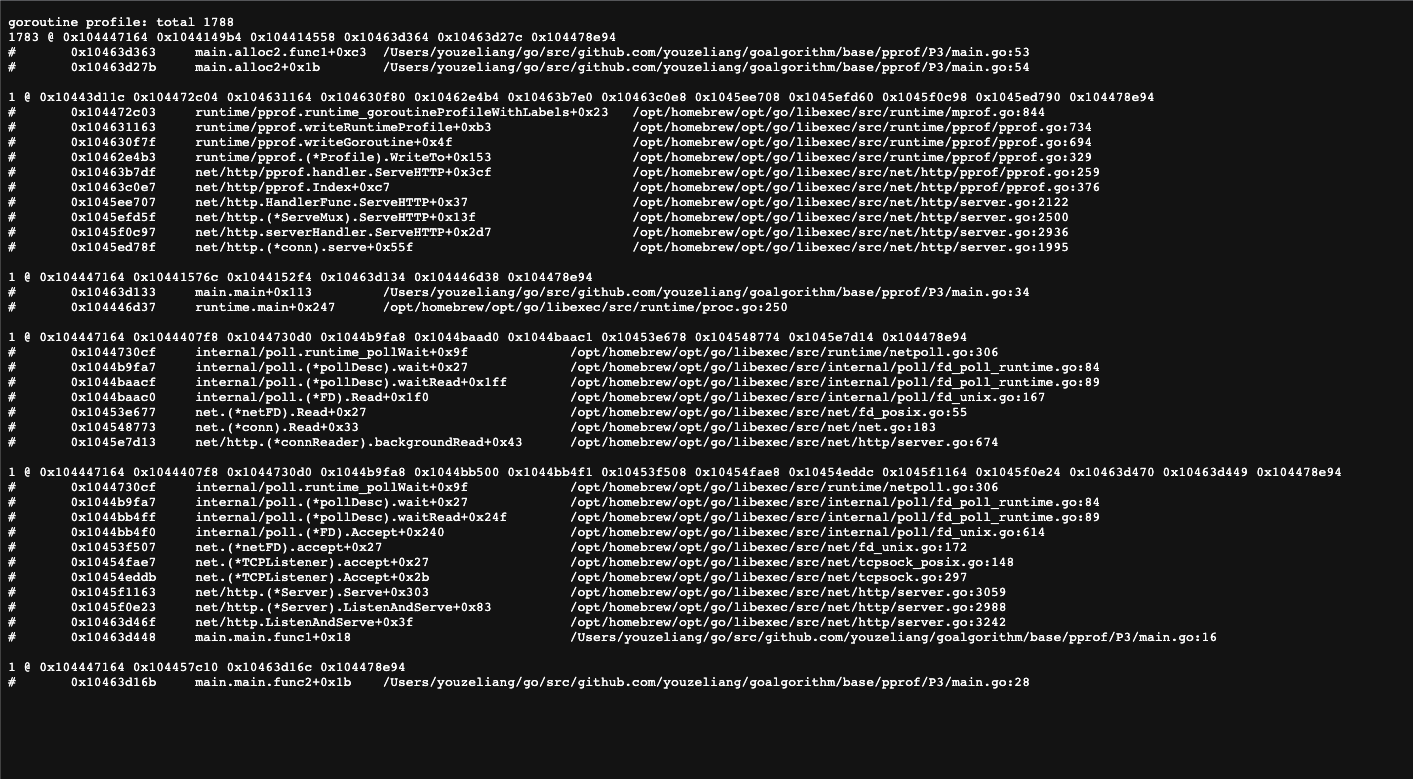 goroutine profile: total 1788
1783 @ 0x104447164 0x1044149b4 0x104414558 0x10463d364 0x10463d27c 0x104478e94
#	0x10463d363	main.alloc2.func1+0xc3	/Users/youzeliang/go/src/github.com/youzeliang/goalgorithm/base/pprof/P3/main.go:53
#	0x10463d27b	main.alloc2+0x1b	/Users/youzeliang/go/src/github.com/youzeliang/goalgorithm/base/pprof/P3/main.go:54
1 @ 0x10443d11c 0x104472c04 0x104631164 0x104630f80 0x10462e4b4 0x10463b7e0 0x10463c0e8 0x1045ee708 0x1045efd60 0x1045f0c98 0x1045ed790 0x104478e94
#	0x104472c03	runtime/pprof.runtime_goroutineProfileWithLabels+0x23	/opt/homebrew/opt/go/libexec/src/runtime/mprof.go:844
#	0x104631163	runtime/pprof.writeRuntimeProfile+0xb3	/opt/homebrew/opt/go/libexec/src/runtime/pprof/pprof.go:734
#	0x104630f7f	runtime/pprof.writeGoroutine+0x4f	/opt/homebrew/opt/go/libexec/src/runtime/pprof/pprof.go:694
#	0x10462e4b3	runtime/pprof.(*Profile).WriteTo+0x153	/opt/homebrew/opt/go/libexec/src/runtime/pprof/pprof.go:329
#	0x10463b7df	net/http/pprof.handler.ServeHTTP+0x3cf	/opt/homebrew/opt/go/libexec/src/net/http/pprof/pprof.go:259
#	0x10463c0e7	net/http/pprof.Index+0xc7	/opt/homebrew/opt/go/libexec/src/net/http/pprof/pprof.go:376
#	0x1045ee707	net/http.HandlerFunc.ServeHTTP+0x37	/opt/homebrew/opt/go/libexec/src/net/http/server.go:2122
#	0x1045efd5f	net/http.(*ServeMux).ServeHTTP+0x13f	/opt/homebrew/opt/go/libexec/src/net/http/server.go:2500
#	0x1045f0c97	net/http.serverHandler.ServeHTTP+0x2d7	/opt/homebrew/opt/go/libexec/src/net/http/server.go:2936
#	0x1045ed78f	net/http.(*conn).serve+0x55f	/opt/homebrew/opt/go/libexec/src/net/http/server.go:1995
1 @ 0x104447164 0x10441576c 0x1044152f4 0x10463d134 0x104446d38 0x104478e94
#	0x10463d133	main.main+0x113	/Users/youzeliang/go/src/github.com/youzeliang/goalgorithm/base/pprof/P3/main.go:34
#	0x104446d37	runtime.main+0x247	/opt/homebrew/opt/go/libexec/src/runtime/proc.go:250
1 @ 0x104447164 0x1044407f8 0x1044730d0 0x1044b9fa8 0x1044baad0 0x1044baac1 0x10453e678 0x104548774 0x1045e7d14 0x104478e94
#	0x1044730cf	internal/poll.runtime_pollWait+0x9f	/opt/homebrew/opt/go/libexec/src/runtime/netpoll.go:306
#	0x1044b9fa7	internal/poll.(*pollDesc).wait+0x27	/opt/homebrew/opt/go/libexec/src/internal/poll/fd_poll_runtime.go:84
#	0x1044baacf	internal/poll.(*pollDesc).waitRead+0x1ff	/opt/homebrew/opt/go/libexec/src/internal/poll/fd_poll_runtime.go:89
#	0x1044baac0	internal/poll.(*FD).Read+0x1f0	/opt/homebrew/opt/go/libexec/src/internal/poll/fd_unix.go:167
#	0x10453e677	net.(*netFD).Read+0x27	/opt/homebrew/opt/go/libexec/src/net/fd_posix.go:55
#	0x104548773	net.(*conn).Read+0x33	/opt/homebrew/opt/go/libexec/src/net/net.go:183
#	0x1045e7d13	net/http.(*connReader).backgroundRead+0x43	/opt/homebrew/opt/go/libexec/src/net/http/server.go:674
1 @ 0x104447164 0x1044407f8 0x1044730d0 0x1044b9fa8 0x1044bb500 0x1044bb4f1 0x10453f508 0x10454fae8 0x10454eddc 0x1045f1164 0x1045f0e24 0x10463d470 0x10463d449 0x104478e94
#	0x1044730cf	internal/poll.runtime_pollWait+0x9f	/opt/homebrew/opt/go/libexec/src/runtime/netpoll.go:306
#	0x1044b9fa7	internal/poll.(*pollDesc).wait+0x27	/opt/homebrew/opt/go/libexec/src/internal/poll/fd_poll_runtime.go:84
#	0x1044bb4ff	internal/poll.(*pollDesc).waitRead+0x24f	/opt/homebrew/opt/go/libexec/src/internal/poll/fd_poll_runtime.go:89
#	0x1044bb4f0	internal/poll.(*FD).Accept+0x240	/opt/homebrew/opt/go/libexec/src/internal/poll/fd_unix.go:614
#	0x10453f507	net.(*netFD).accept+0x27	/opt/homebrew/opt/go/libexec/src/net/fd_unix.go:172
#	0x10454fae7	net.(*TCPListener).accept+0x27	/opt/homebrew/opt/go/libexec/src/net/tcpsock_posix.go:148
#	0x10454eddb	net.(*TCPListener).Accept+0x2b	/opt/homebrew/opt/go/libexec/src/net/tcpsock.go:297
#	0x1045f1163	net/http.(*Server).Serve+0x303	/opt/homebrew/opt/go/libexec/src/net/http/server.go:3059
#	0x1045f0e23	net/http.(*Server).ListenAndServe+0x83	/opt/homebrew/opt/go/libexec/src/net/http/server.go:2988
#	0x10463d46f	net/http.ListenAndServe+0x3f	/opt/homebrew/opt/go/libexec/src/net/http/server.go:3242
#	0x10463d448	main.main.func1+0x18	/Users/youzeliang/go/src/github.com/youzeliang/goalgorithm/base/pprof/P3/main.go:16
1 @ 0x104447164 0x104457c10 0x10463d16c 0x104478e94
#	0x10463d16b	main.main.func2+0x1b	/Users/youzeliang/go/src/github.com/youzeliang/goalgorithm/base/pprof/P3/main.go:28